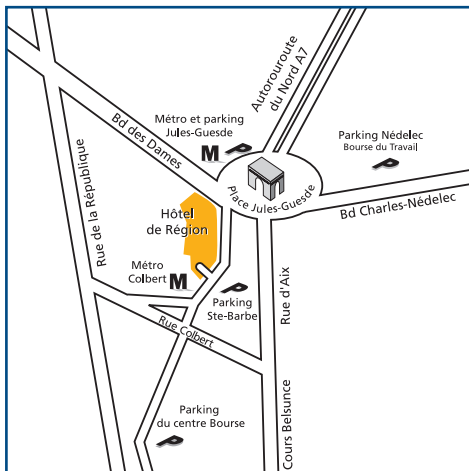 Autorouroute
du Nord A7
Métro et parking
Jules-Guesde
M P
Bd des Dames
Parking Nédelec
Bourse du Travail
P
Place Jules-Guesde
Bd Charles-Nédelec
Rue de la République
Hôtel
de Région
Métro
Colbert
M
P
Parking
Ste-Barbe
Rue d'Aix
Rue Colbert
Parking
du centre Bourse
P
Cours Belsunce